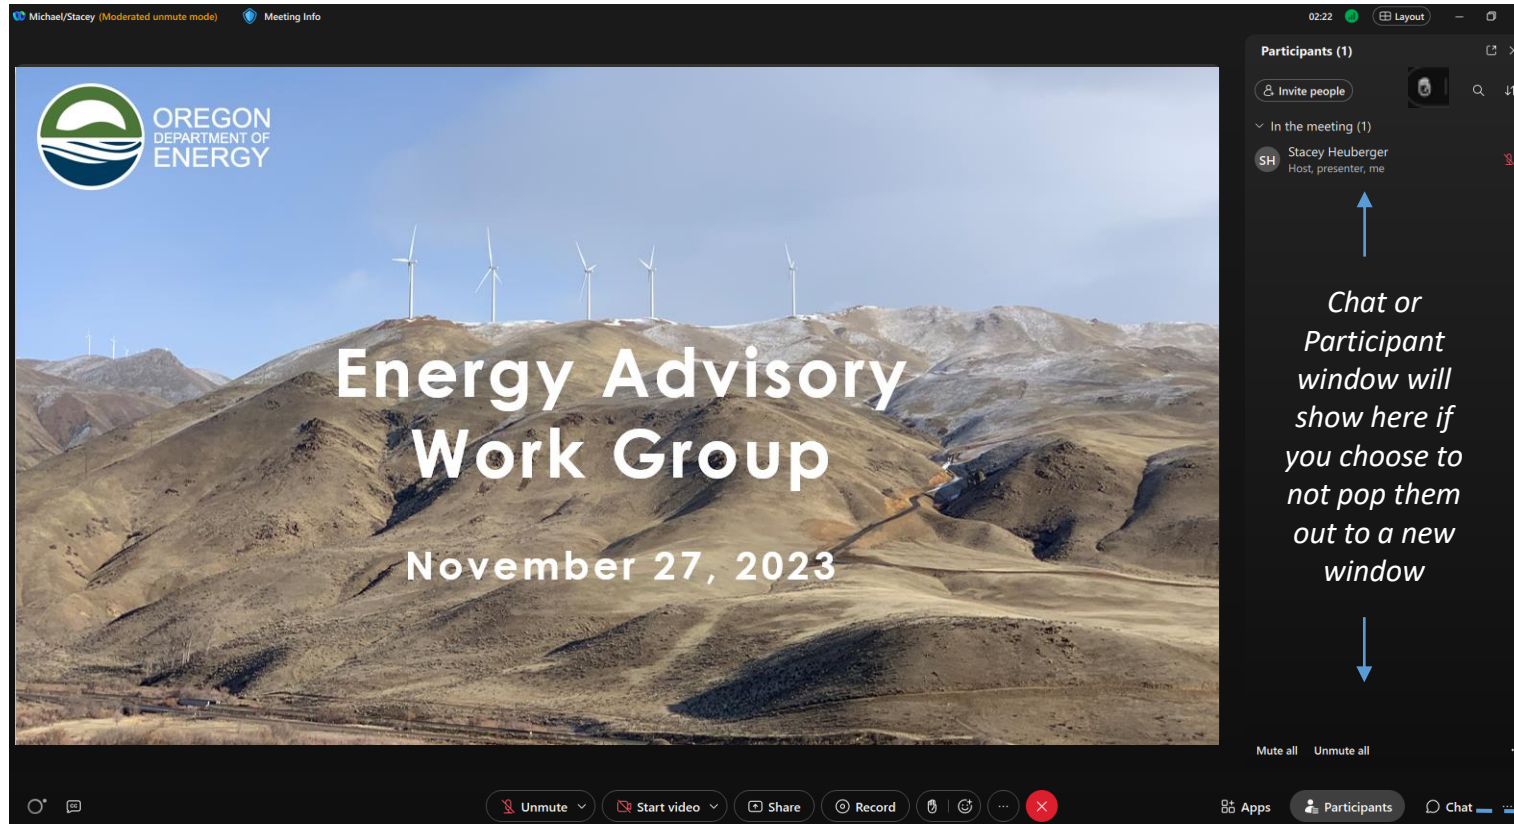 Michael/Stacey (Moderated unmute mode)
Meeting Info
02:22
Layout
Participants (1)
Invite people
In the meeting (1)
SH
Stacey Heuberger
Host, presenter, me
OREGON
DEPARTMENT OF
ENERGY
Energy Advisory
Work Group
November 27, 2023
Chat or
Participant
window will
show here if
you choose to
not pop them
out to a new
window
Mute all
Unmute all
CC
Unmute
Start video
Share
Record
Apps
Participants
Chat